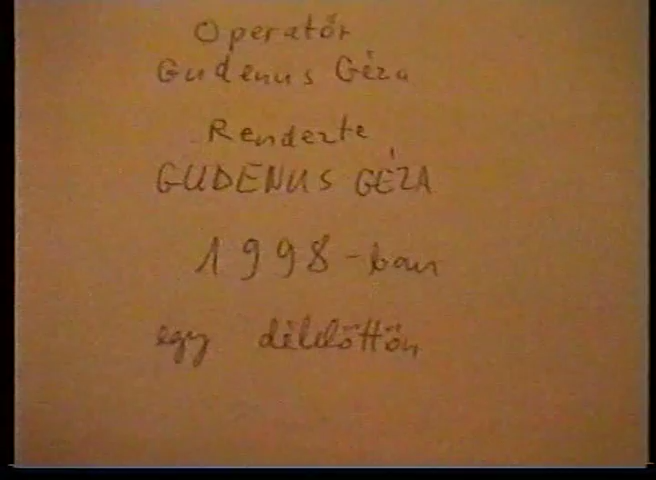 Operatőr
Gudenus Géza
Rendezte
GUDENUS GÉZA
1998-ban
egy délelőttön